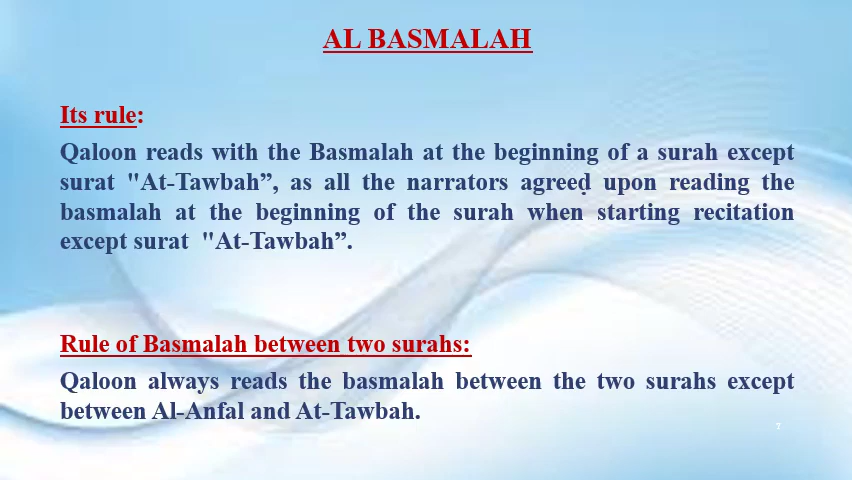 AL BASMALAH
Its rule:
Qaloon reads with the Basmalah at the beginning of a surah except
surat "At-Tawbah”, as all the narrators agreeḍ upon reading the
basmalah at the beginning of the surah when starting recitation
except surat "At-Tawbah”.
Rule of Basmalah between two surahs:
Qaloon always reads the basmalah between the two surahs except
between Al-Anfal and At-Tawbah.
7